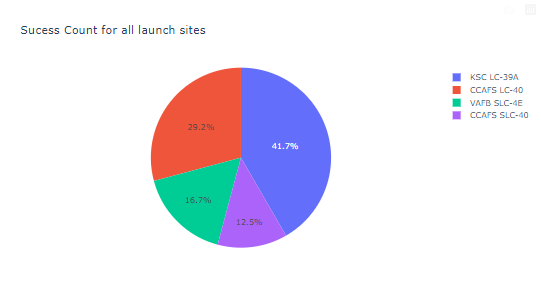 Sucess Count for all launch sites
KSC LC-39A
CCAFS LC-40
VAFB SLC-4E
CCAFS SLC-40
29.2%
41.7%
16.7%
12.5%